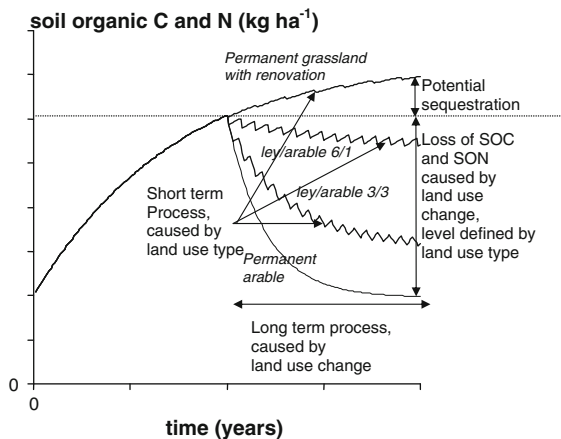 soil organic C and N (kg ha-1)
Permanent grassland
with renovation
Potential
sequestration
ley/arable 6/1
Loss of SOC
and SON
caused by
land use
change,
level defined by
land use type
ley/arable 3/3
Short term
Process,
caused by
land use type
Permanent
arable
Long term process,
caused by
land use change
0
0
time (years)